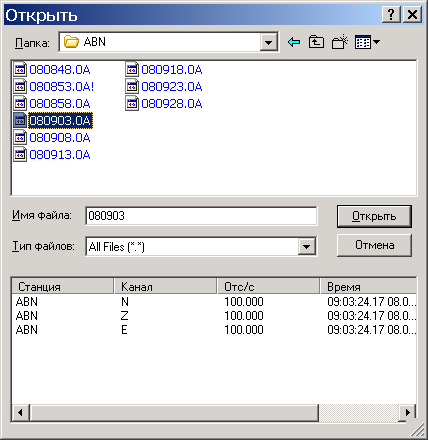 Открыть
Папка: ABN
080848.0A 080918.0A
080853.0A! 080923.0A
080858.0A 080928.0A
080903.0A
080908.0A
080913.0A
Имя файла: 080903 Открыть
Тип файлов: All Files (*.*) Отмена
Станция Канал Отс/с Время
ABN N 100.000 09:03:24.17 08.0...
ABN Z 100.000 09:03:24.17 08.0...
ABN E 100.000 09:03:24.17 08.0...